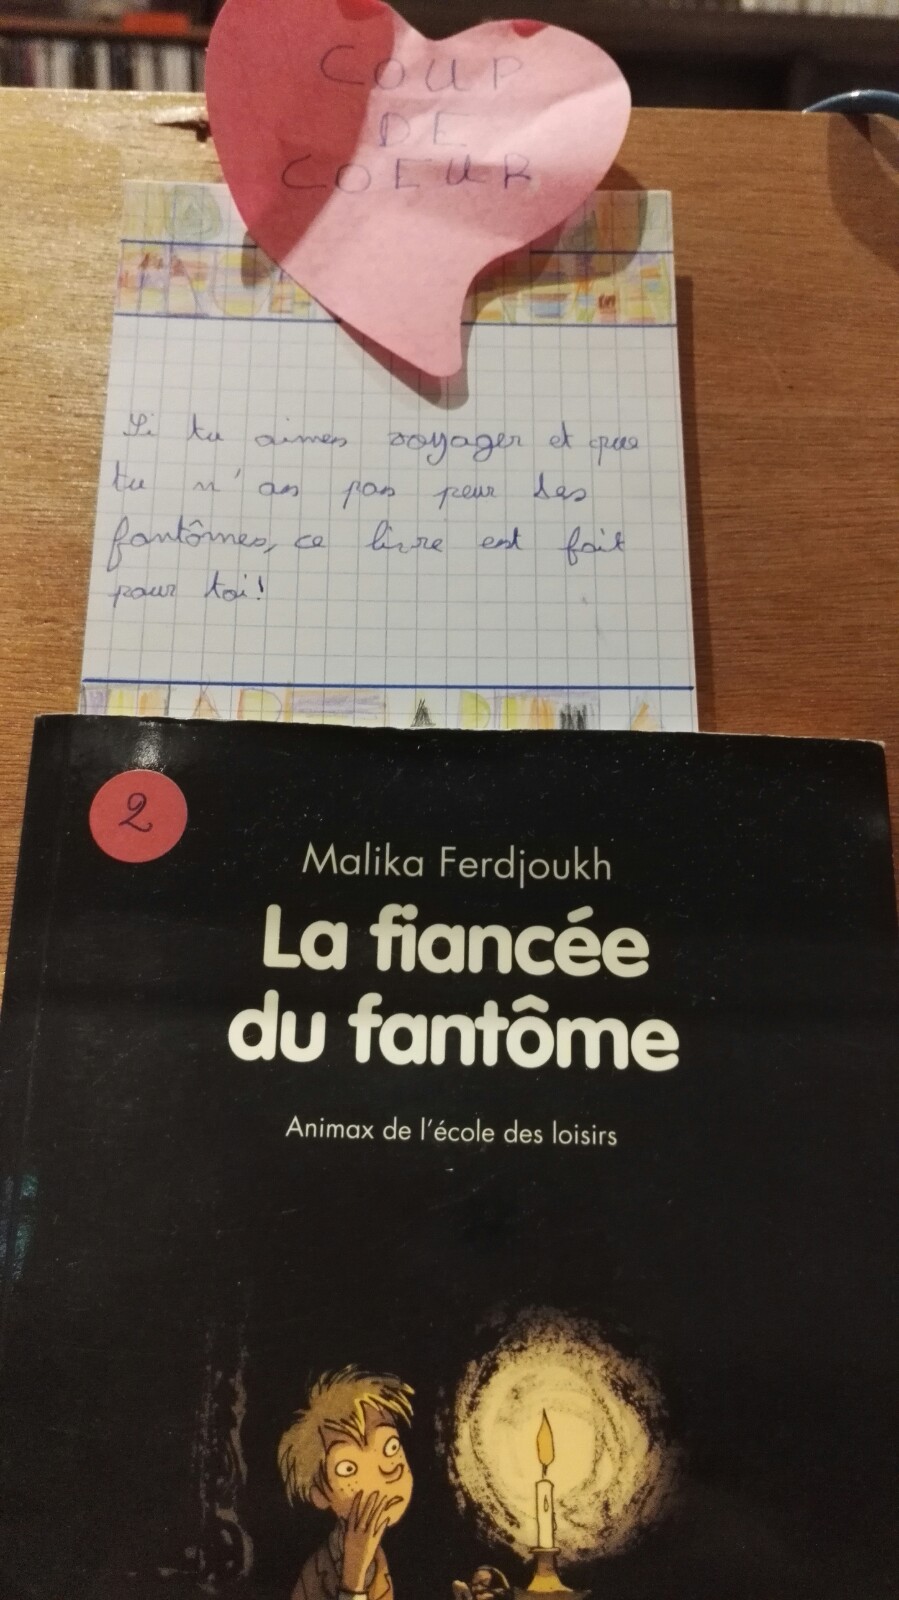 COUP
DE
COEUR
Si tu aimes voyager et que
tu n'as pas peur des
fantômes, ce livre est fait
pour toi!
2
Malika Ferdjoukh
La fiancée
du fantôme
Animax de l'école des loisirs